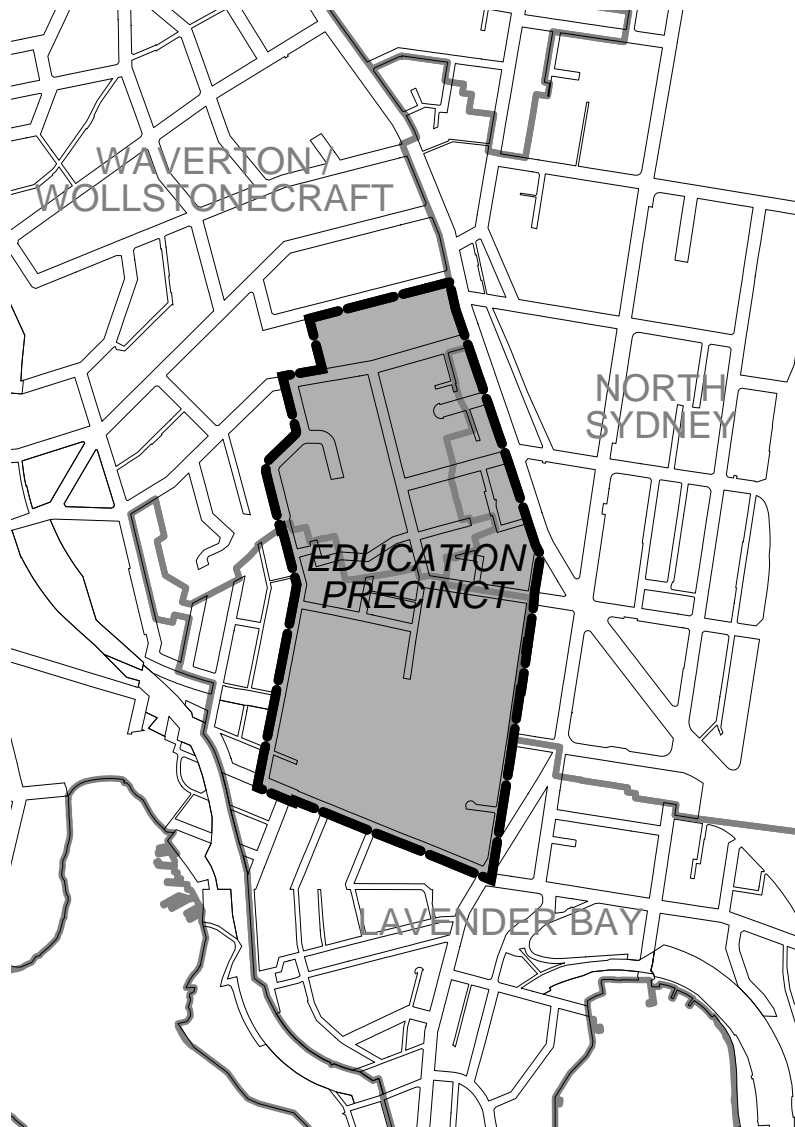 WAVERTON /
WOLLSTONECRAFT
NORTH
SYDNEY
EDUCATION
PRECINCT
LAVENDER BAY